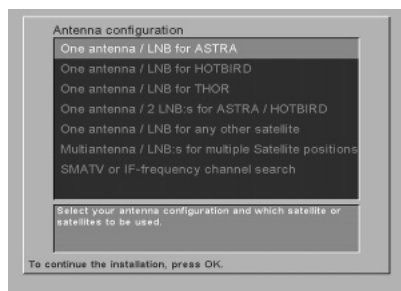 Antenna configuration
One antenna / LNB for ASTRA
One antenna / LNB for HOTBIRD
One antenna / LNB for THOR
One antenna / 2 LNB:s for ASTRA / HOTBIRD
One antenna / LNB for any other satellite
Multiantenna / LNB:s for multiple Satellite positions
SMATV or IF-frequency channel search
Select your antenna configuration and which satellite or
satellites to be used.
To continue the installation, press OK.